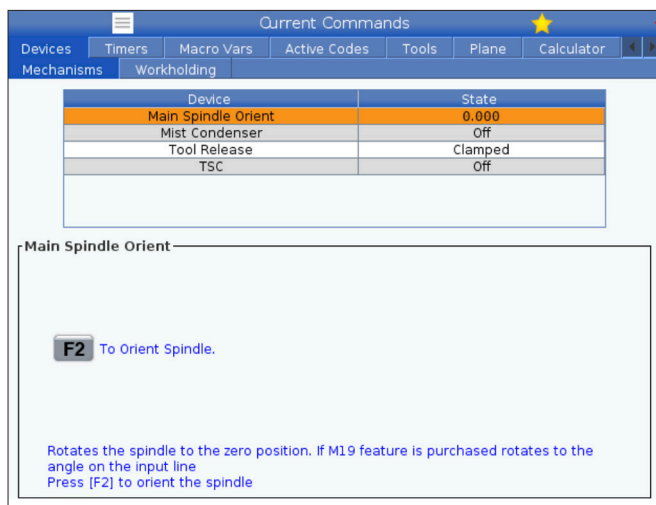 Current Commands
Devices Timers Macro Vars Active Codes Tools Plane Calculator
Mechanisms Workholding
Device State
Main Spindle Orient 0.000
Mist Condenser Off
Tool Release Clamped
TSC Off
Main Spindle Orient
F2 To Orient Spindle.
Rotates the spindle to the zero position. If M19 feature is purchased rotates to the
angle on the input line
Press [F2] to orient the spindle